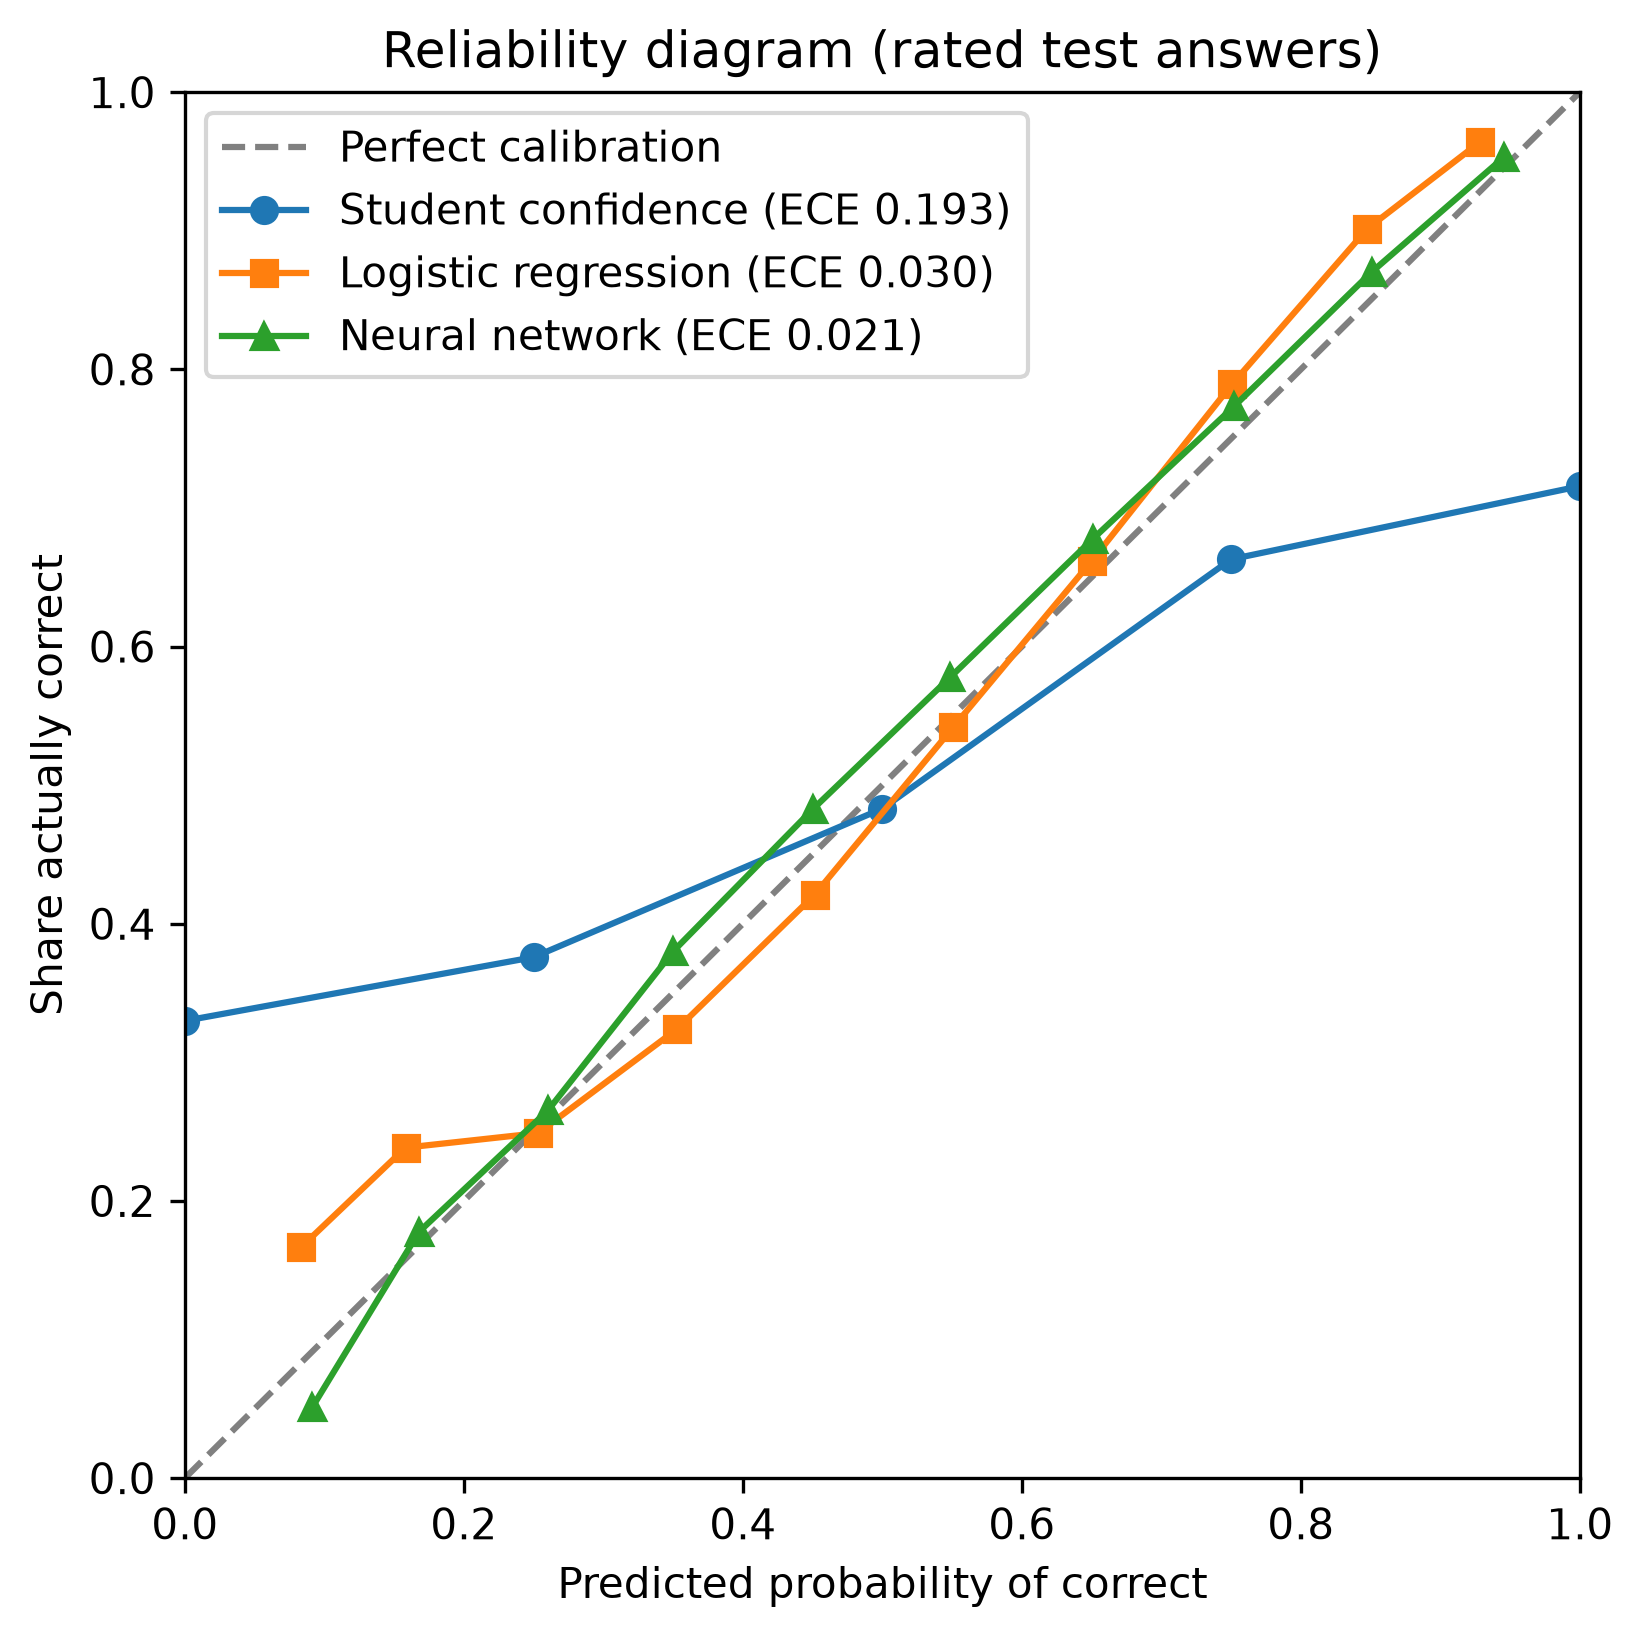 Reliability diagram (rated test answers)
Perfect calibration
Student confidence (ECE 0.193)
Logistic regression (ECE 0.030)
Neural network (ECE 0.021)
Share actually correct
1.0
0.8
0.6
0.4
0.2
0.0
0.0 0.2 0.4 0.6 0.8 1.0
Predicted probability of correct